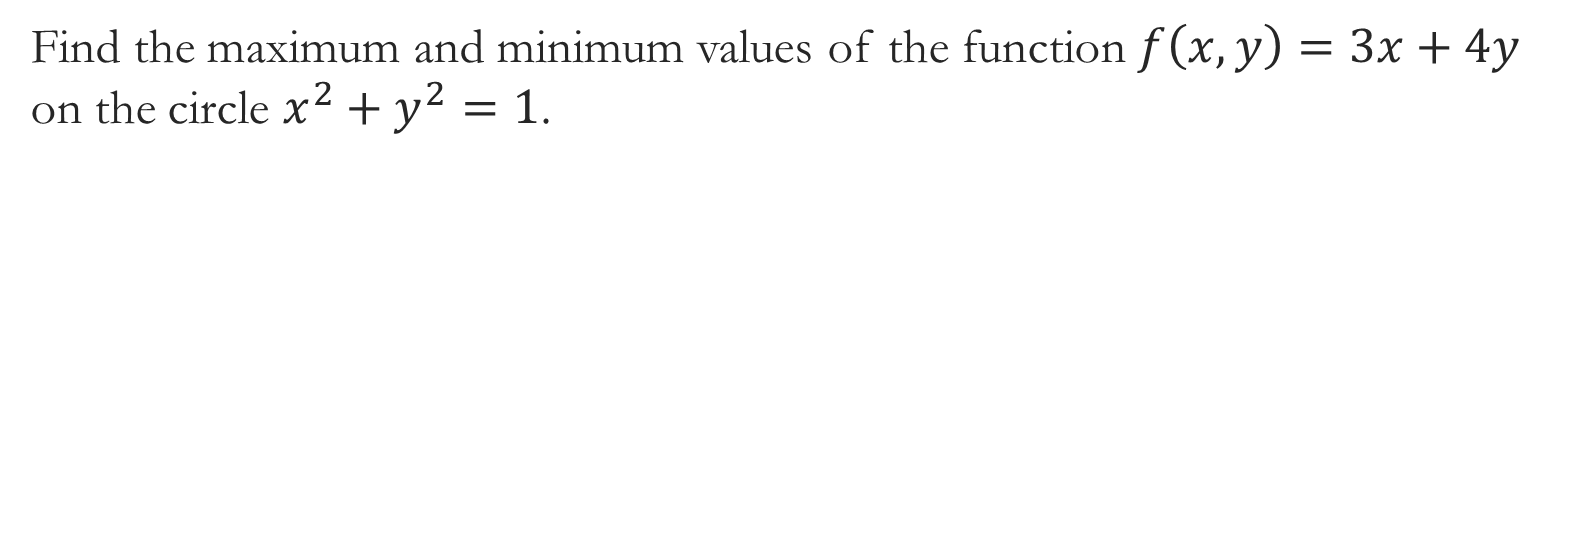 Find the maximum and minimum values of the function 𝑓(𝑥, 𝑦) = 3𝑥 + 4𝑦
on the circle 𝑥² + 𝑦² = 1.